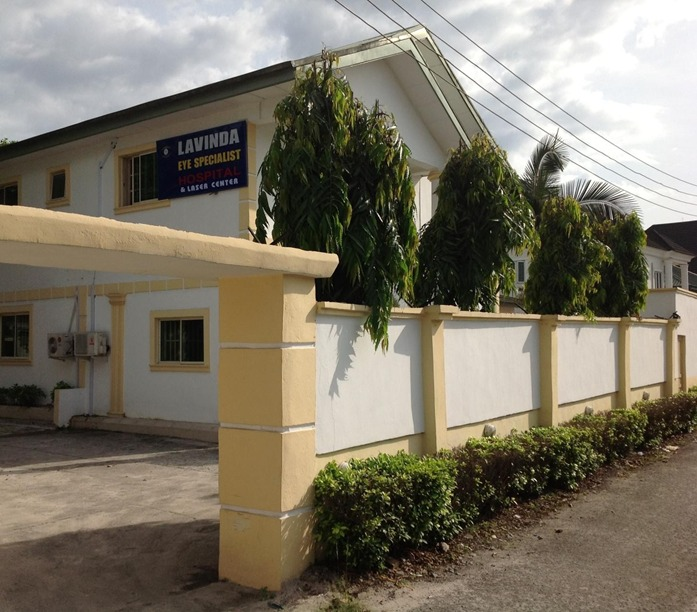 LAVINDA
EYE SPECIALIST
HOSPITAL
& LASER CENTER